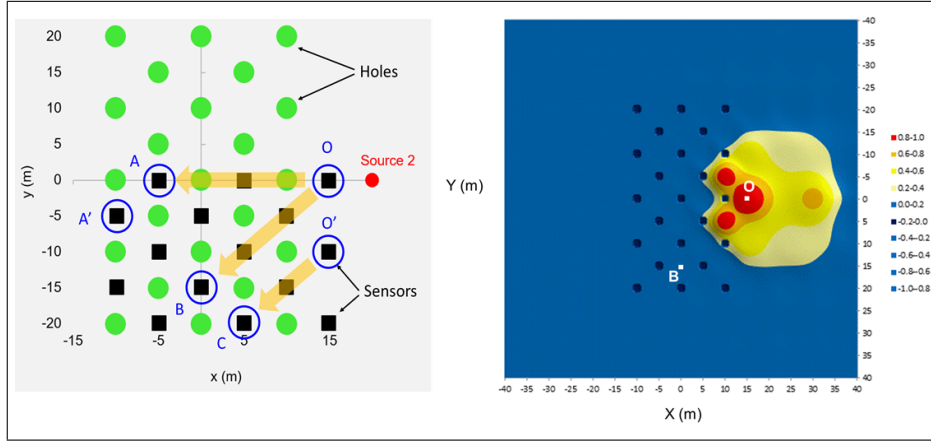 20
15
10
5
0
-5
-10
-15
-20
-15
-5
5
15
y (m)
x (m)
Holes
A
O
Source 2
A'
O'
B
C
Sensors
-40
-35
-30
-25
-20
-15
-10
-5
0
5
10
15
20
25
30
35
40
Y (m)
O
B
-40 -35 -30 -25 -20 -15 -10 -5 0 5 10 15 20 25 30 35 40
X (m)
0.8-1.0
0.6-0.8
0.4-0.6
0.2-0.4
0.0-0.2
-0.2-0.0
-0.4--0.2
-0.6--0.4
-0.8--0.6
-1.0--0.8